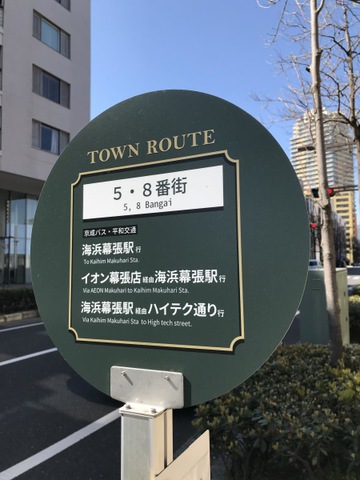 TOWN ROUTE
5・8番街
5, 8 Bangai
京成バス・平和交通
海浜幕張駅行
To Kaihim Makuhari Sta.
イオン幕張店経由海浜幕張駅行
Via AEON Makuhari to Kaihim Makuhari Sta.
海浜幕張駅経由ハイテク通り行
Via Kaihim Makuhari Sta to High tech street.